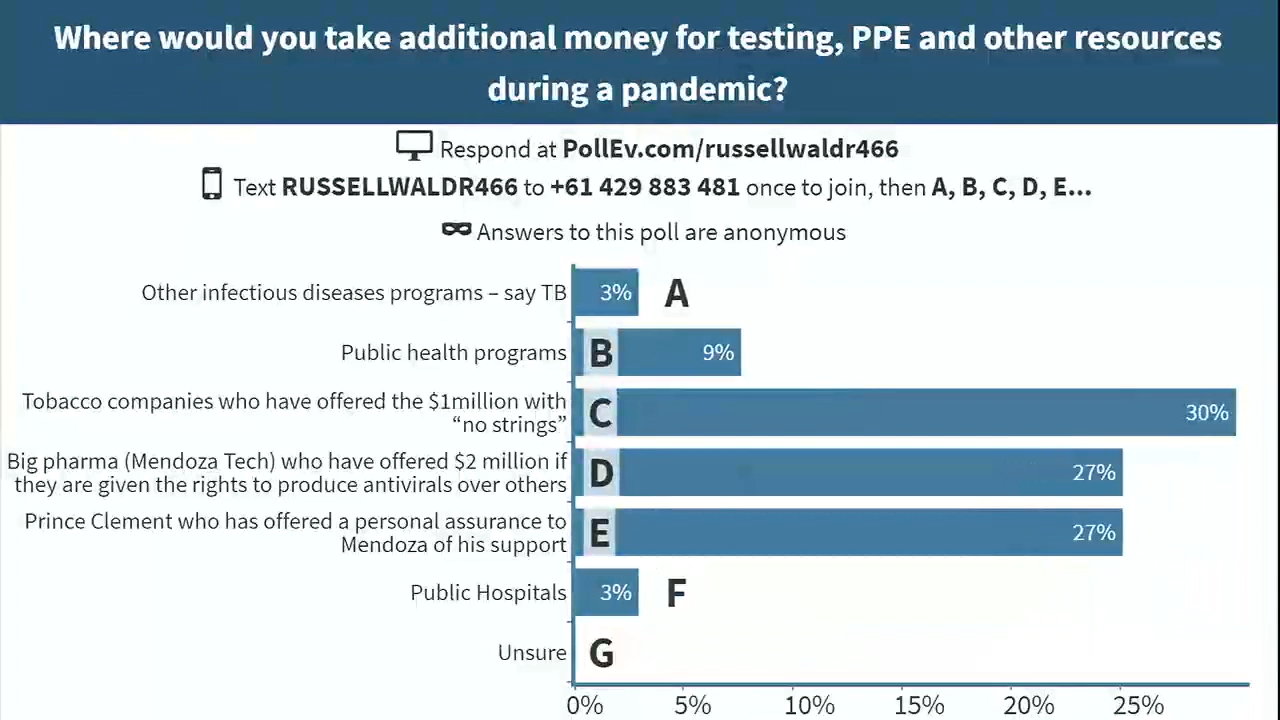 Where would you take additional money for testing, PPE and other resources
during a pandemic?
Respond at PollEv.com/russellwaldr466
Text RUSSELLWALDR466 to +61 429 883 481 once to join, then A, B, C, D, E...
Answers to this poll are anonymous
Other infectious diseases programs – say TB 3% A
Public health programs B 9%
Tobacco companies who have offered the $1million with
“no strings” C 30%
Big pharma (Mendoza Tech) who have offered $2 million if
they are given the rights to produce antivirals over others D 27%
Prince Clement who has offered a personal assurance to
Mendoza of his support E 27%
Public Hospitals 3% F
Unsure G
0% 5% 10% 15% 20% 25%